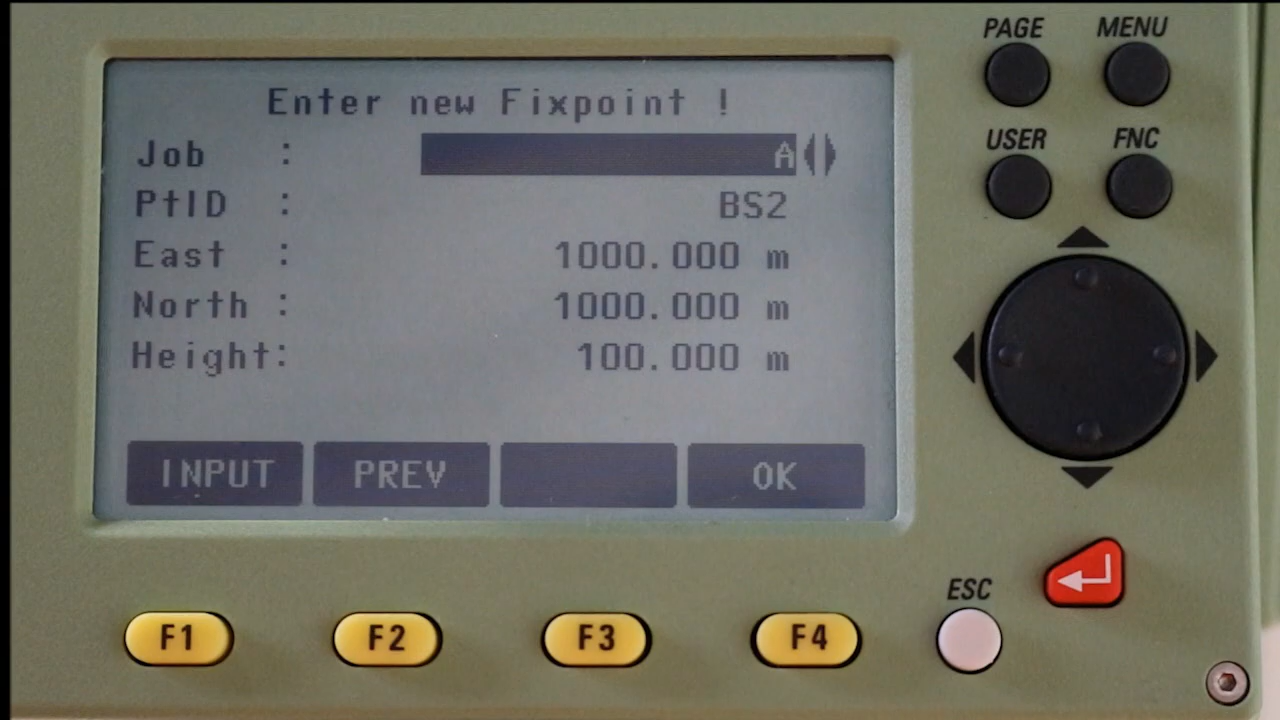 PAGE MENU
Enter new Fixpoint !
Job : A
USER FNC
PtID : BS2
East : 1000.000 m
North : 1000.000 m
Height: 100.000 m
INPUT PREV OK
ESC
F1 F2 F3 F4